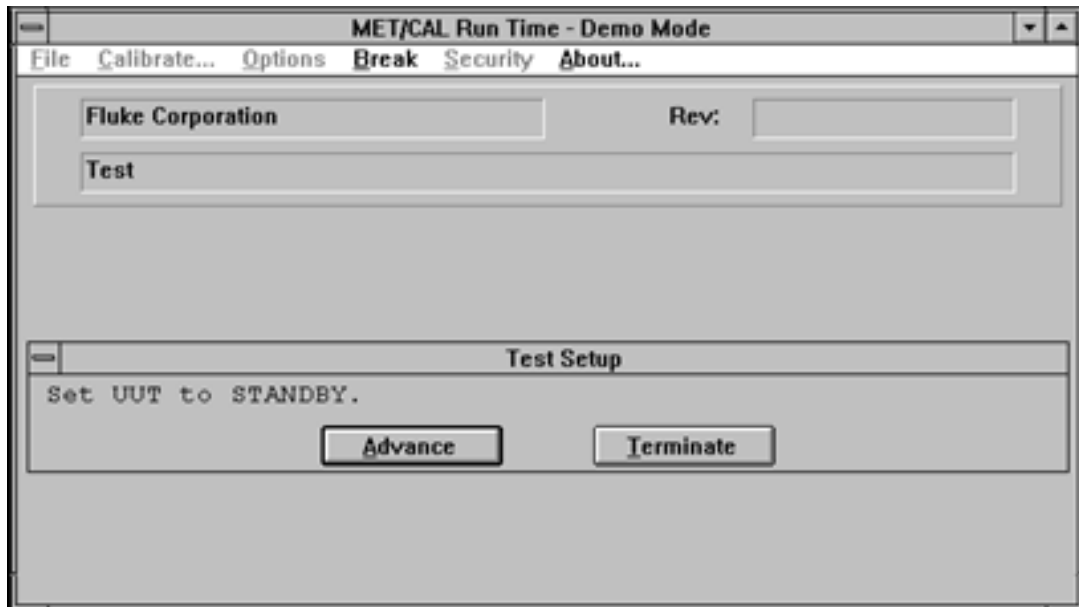 MET/CAL Run Time - Demo Mode
File Calibrate... Options Break Security About...
Fluke Corporation Rev:
Test
Test Setup
Set UUT to STANDBY.
Advance Terminate